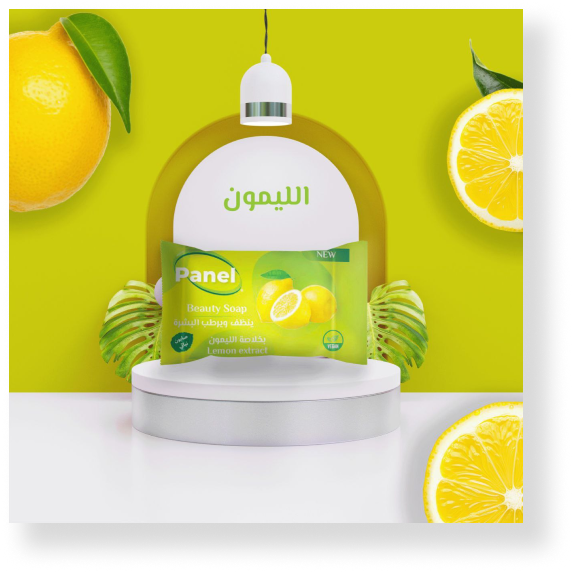 الليمون
NEW
Panel
Beauty Soap
ينظف ويرطب البشرة
بخلاصة الليمون
Lemon extract